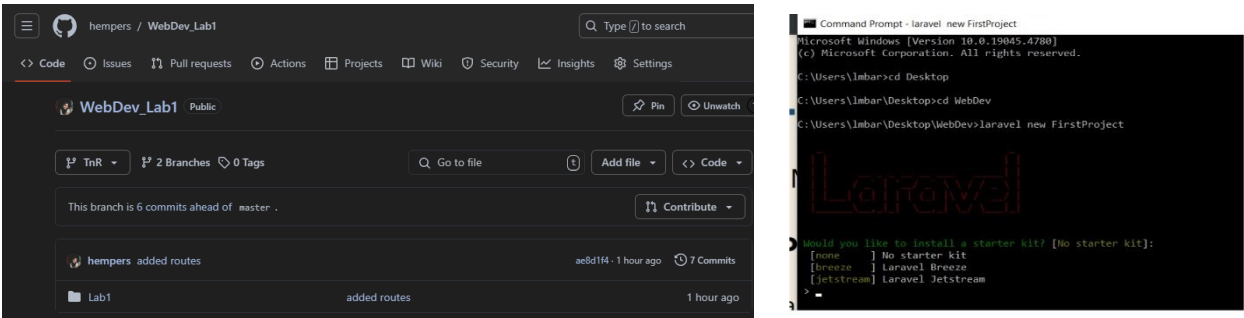 hempers / WebDev_Lab1
Type / to search
Code Issues Pull requests Actions Projects Wiki Security Insights Settings
WebDev_Lab1 Public
Pin Unwatch
TnR 2 Branches 0 Tags
Go to file t Add file Code
This branch is 6 commits ahead of master .
Contribute
hempers added routes
ae8d1f4 · 1 hour ago 7 Commits
Lab1 added routes 1 hour ago
Command Prompt - laravel new FirstProject
Microsoft Windows [Version 10.0.19045.4780]
(c) Microsoft Corporation. All rights reserved.
C:\Users\lmbar>cd Desktop
C:\Users\lmbar\Desktop>cd WebDev
C:\Users\lmbar\Desktop\WebDev>laravel new FirstProject
Laravel
Would you like to install a starter kit? [No starter kit]:
[none ] No starter kit
[breeze ] Laravel Breeze
[jetstream] Laravel Jetstream
>